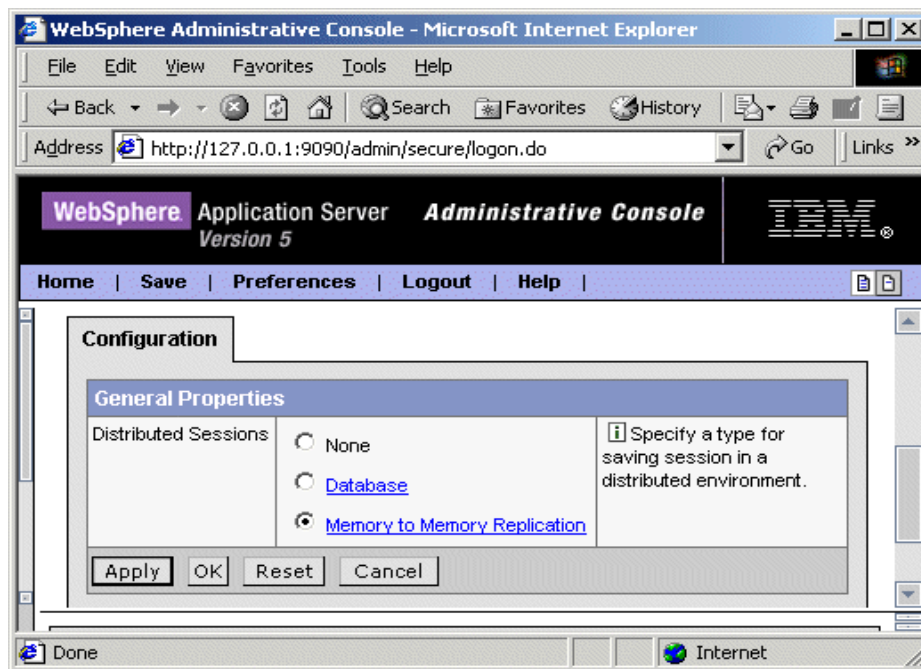 WebSphere Administrative Console - Microsoft Internet Explorer
File Edit View Favorites Tools Help
Back Search Favorites History
Address http://127.0.0.1:9090/admin/secure/logon.do Go Links »
WebSphere Application Server Administrative Console IBM®
Version 5
Home | Save | Preferences | Logout | Help |
Configuration
General Properties
Distributed Sessions
None
Database
Memory to Memory Replication
i Specify a type for
saving session in a
distributed environment.
Apply OK Reset Cancel
Done Internet